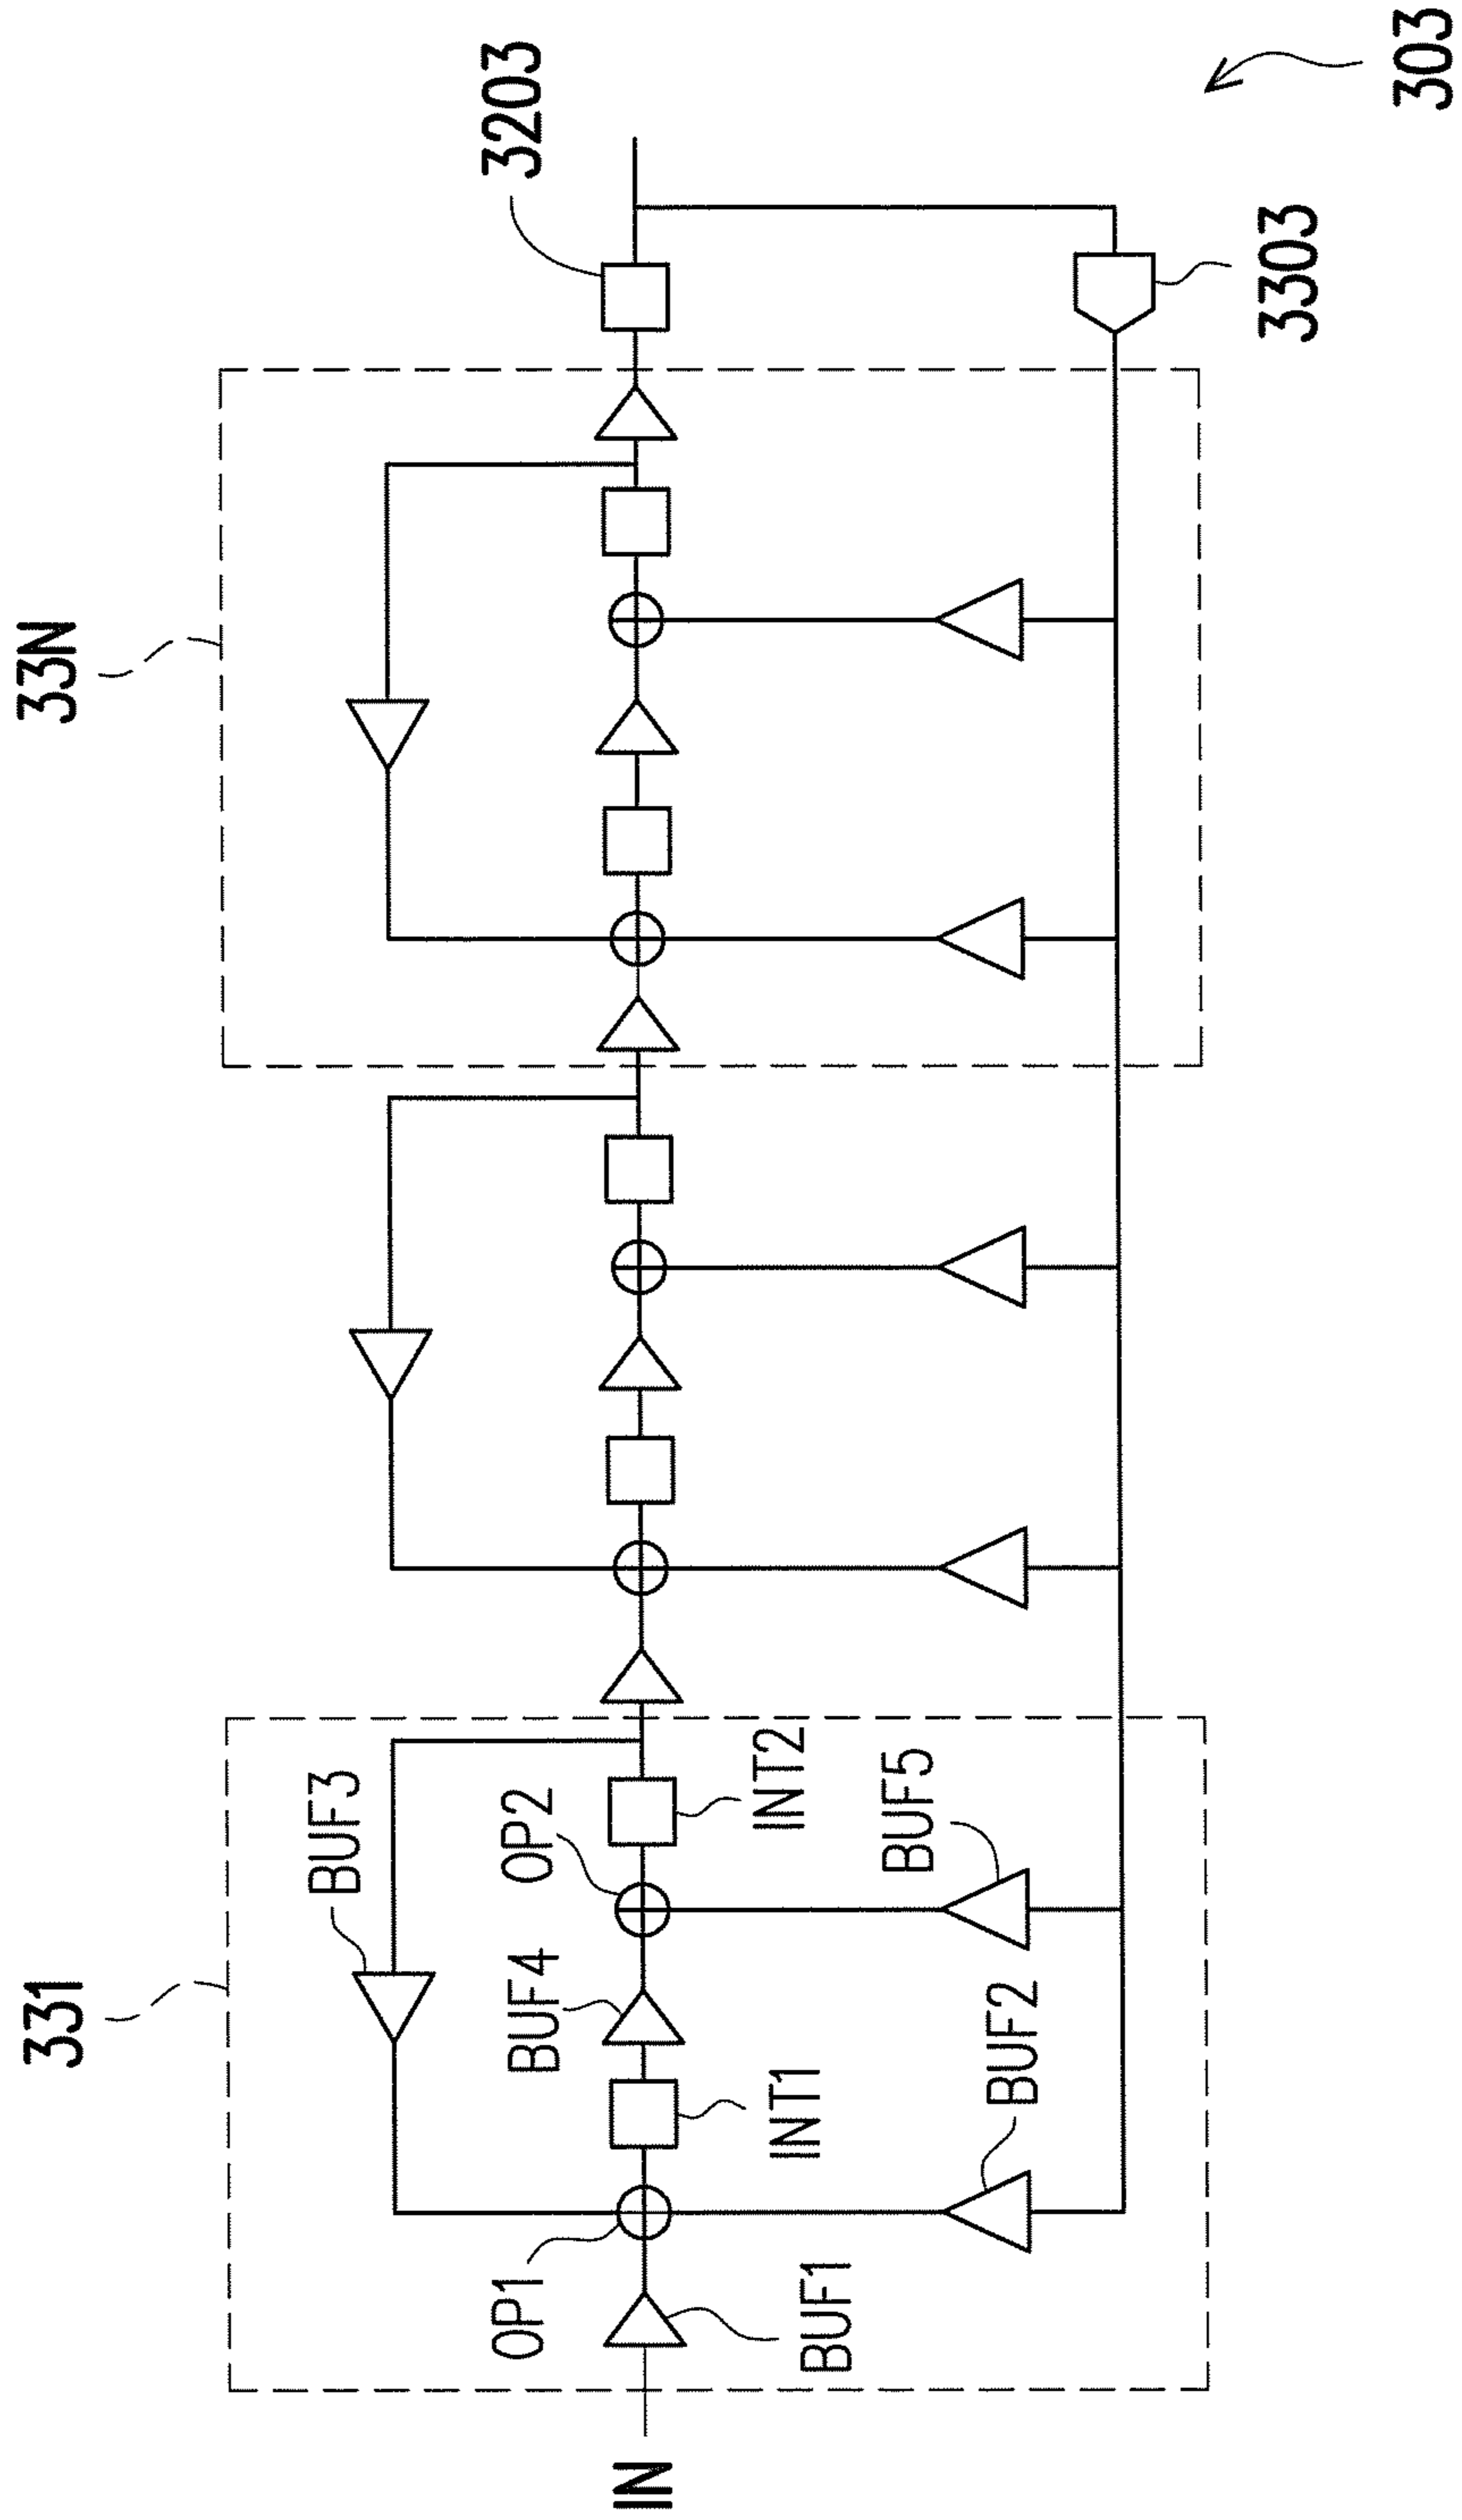 331
33N
BUF3
3203
OP2
OP1
BUF4
IN
INT2
INT1
BUF1
BUF5
BUF2
3303
303